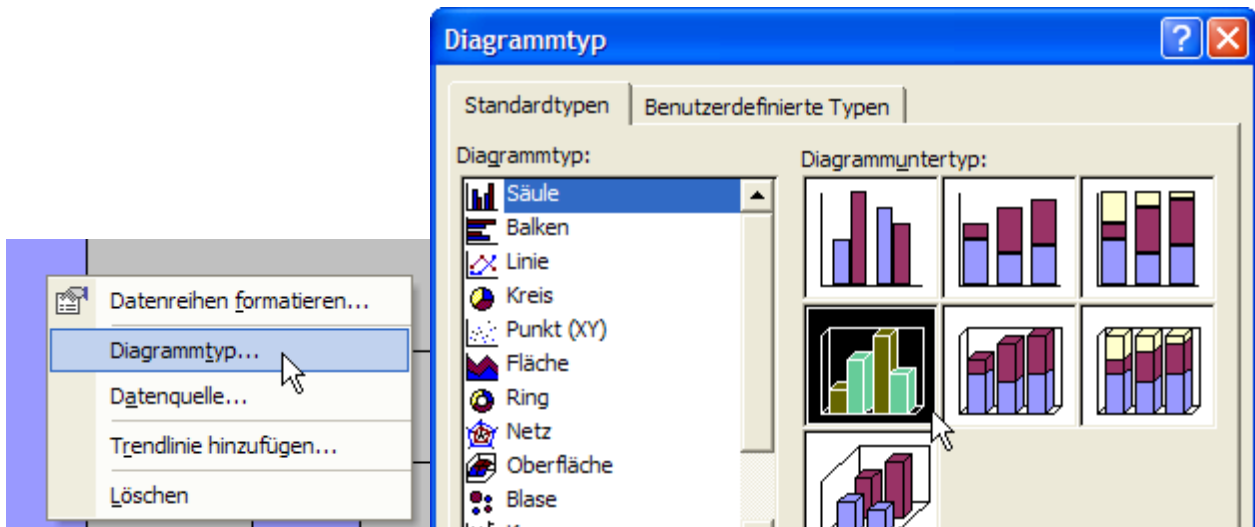 Diagrammtyp
Standardtypen
Benutzerdefinierte Typen
Diagrammtyp:
Diagrammuntertyp:
Säule
Balken
Linie
Kreis
Punkt (XY)
Fläche
Ring
Netz
Oberfläche
Blase
Datenreihen formatieren...
Diagrammtyp...
Datenquelle...
Trendlinie hinzufügen...
Löschen